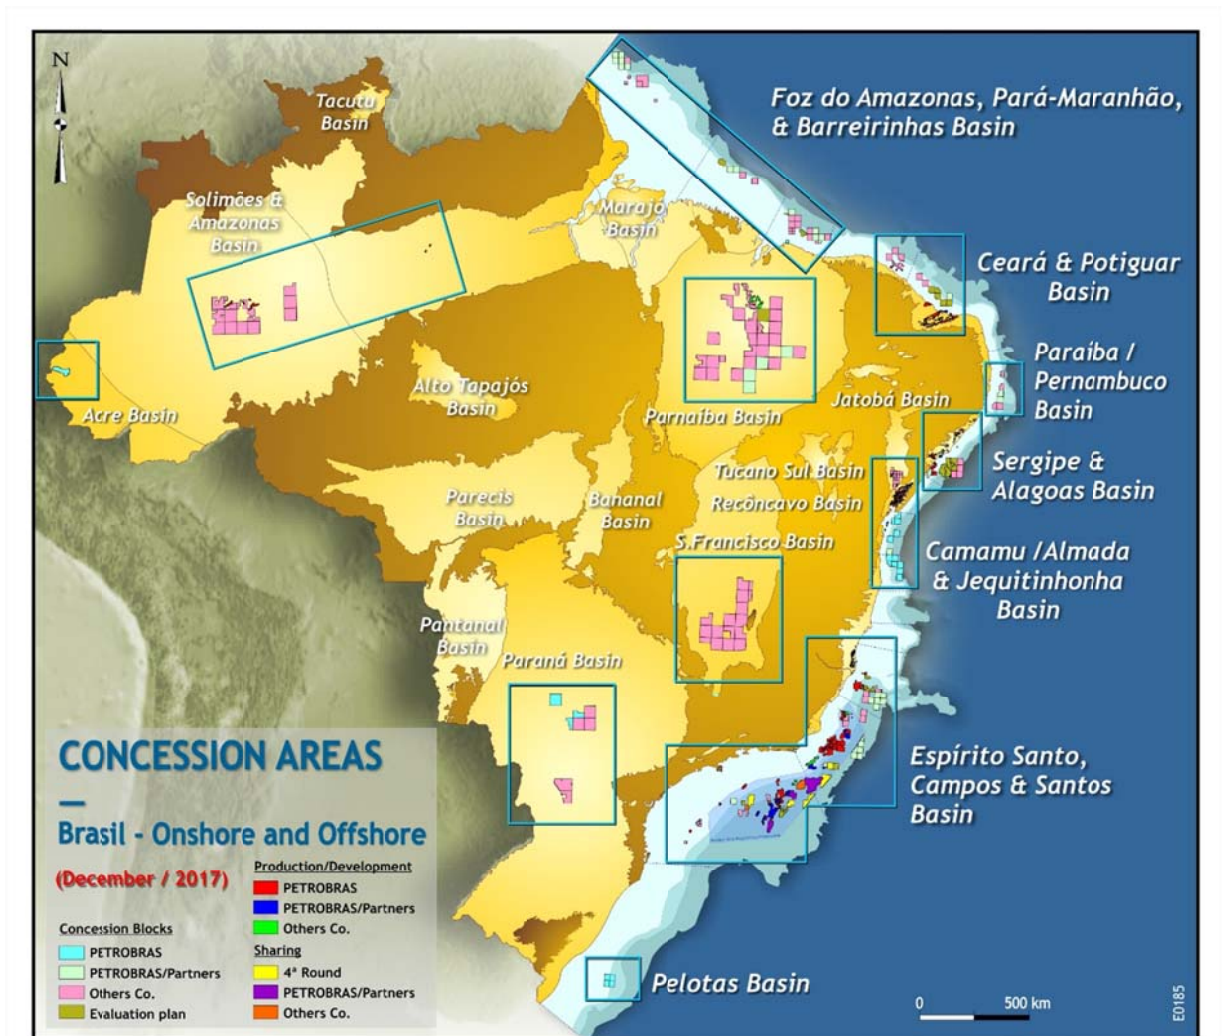 N
Tacutu
Basin
Foz do Amazonas, Pará-Maranhão,
& Barreirinhas Basin
Solimões &
Amazonas
Basin
Marajó
Basin
Ceará & Potiguar
Basin
Paraíba /
Pernambuco
Basin
Acre Basin
Alto Tapajós
Basin
Parnaíba Basin
Jatobá Basin
Sergipe &
Alagoas Basin
Tucano Sul Basin
Parecis
Basin
Bananal
Basin
Recôncavo Basin
S.Francisco Basin
Camamu /Almada
& Jequitinhonha
Basin
Pantanal
Basin
Paraná Basin
Espírito Santo,
Campos & Santos
Basin
CONCESSION AREAS
–
Brasil - Onshore and Offshore
(December / 2017)
Concession Blocks
PETROBRAS
PETROBRAS/Partners
Others Co.
Evaluation plan
Production/Development
PETROBRAS
PETROBRAS/Partners
Others Co.
Sharing
4ª Round
PETROBRAS/Partners
Others Co.
Pelotas Basin
0 500 km
E0185